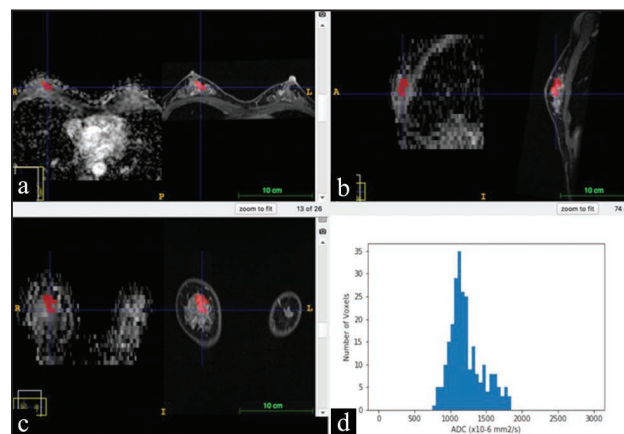 R
L
P
10 cm
a
zoom to fit
13 of 26
A
I
10 cm
b
zoom to fit
74
R
L
I
10 cm
c
Number of Voxels
35
30
25
20
15
10
5
0
0
500
1000
1500
2000
2500
3000
ADC (x10-6 mm2/s)
d